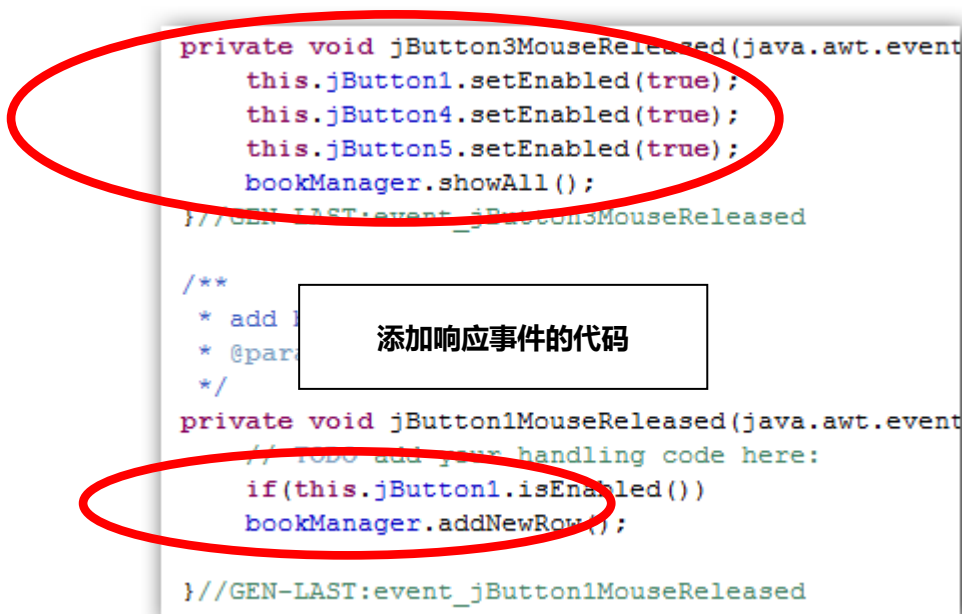 private void jButton3MouseReleased(java.awt.event
this.jButton1.setEnabled(true);
this.jButton4.setEnabled(true);
this.jButton5.setEnabled(true);
bookManager.showAll();
}//GEN-LAST:event_jButton3MouseReleased
/**
* add
* @para
添加响应事件的代码
*/
private void jButton1MouseReleased(java.awt.event
// TODO add your handling code here:
if(this.jButton1.isEnabled())
bookManager.addNewRow();
}//GEN-LAST:event_jButton1MouseReleased